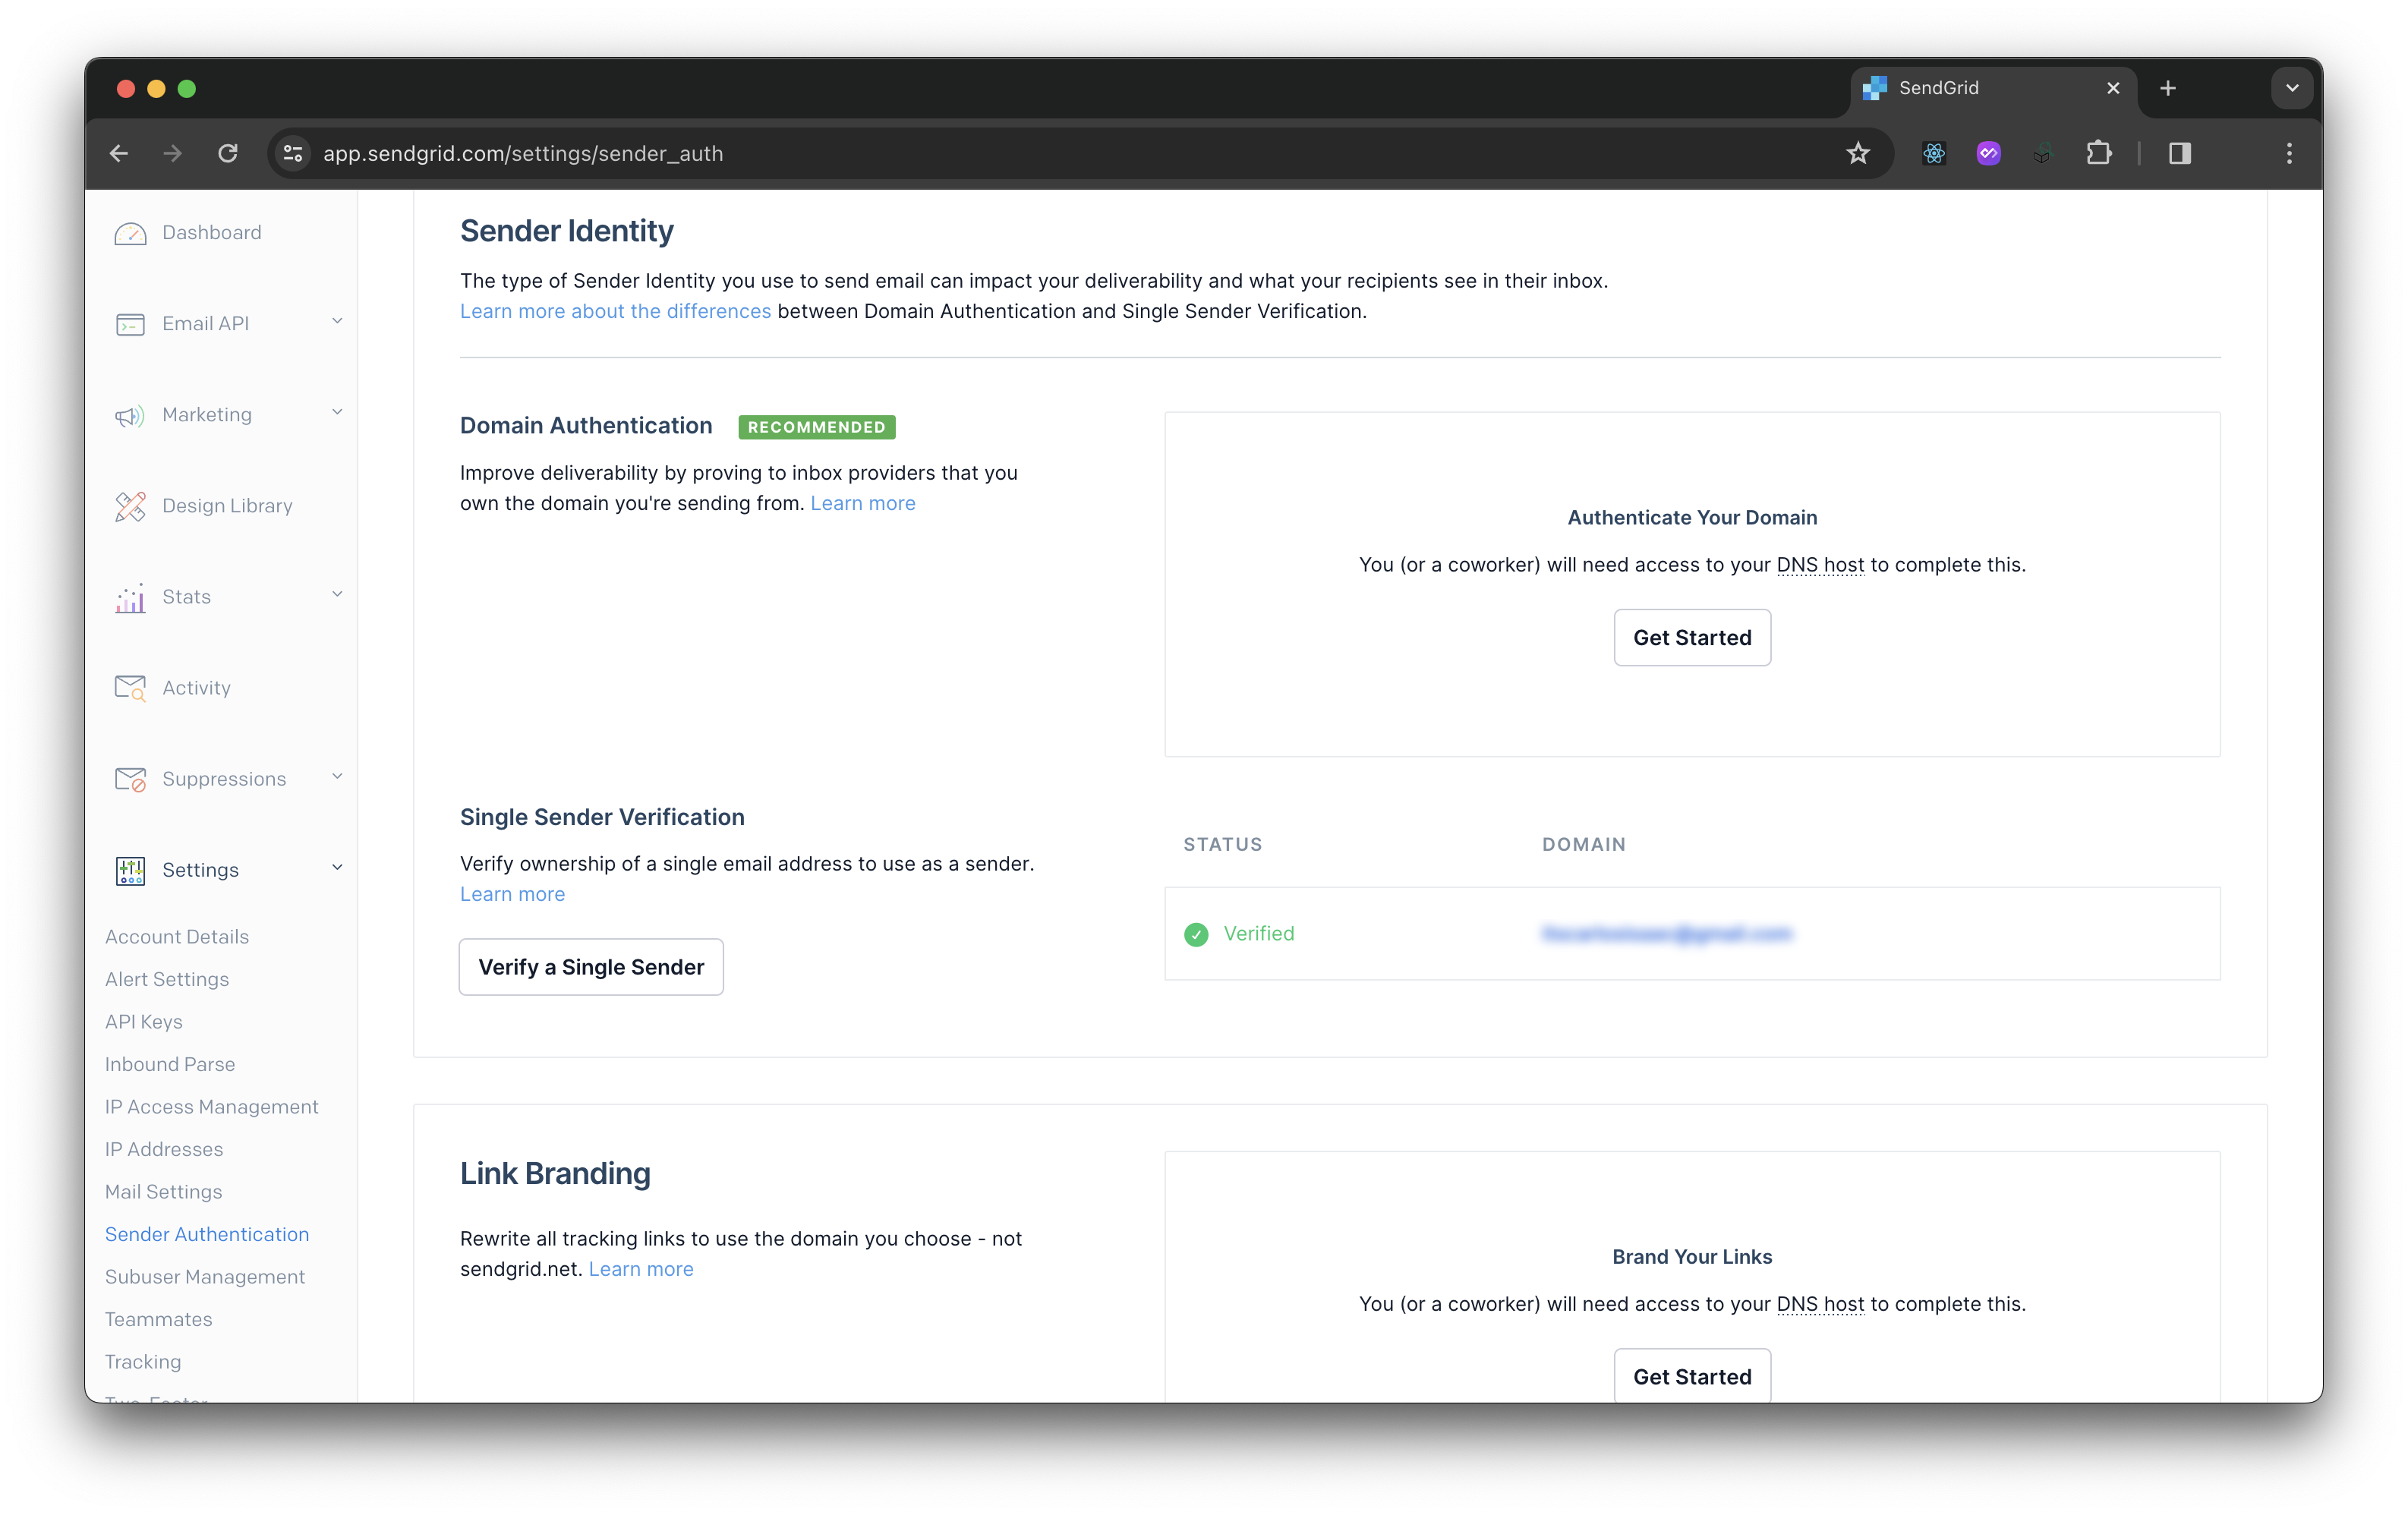 SendGrid
app.sendgrid.com/settings/sender_auth
Dashboard
Email API
Marketing
Design Library
Stats
Activity
Suppressions
Settings
Account Details
Alert Settings
API Keys
Inbound Parse
IP Access Management
IP Addresses
Mail Settings
Sender Authentication
Subuser Management
Teammates
Tracking
Sender Identity
The type of Sender Identity you use to send email can impact your deliverability and what your recipients see in their inbox.
Learn more about the differences between Domain Authentication and Single Sender Verification.
Domain Authentication RECOMMENDED
Improve deliverability by proving to inbox providers that you
own the domain you're sending from. Learn more
Authenticate Your Domain
You (or a coworker) will need access to your DNS host to complete this.
Get Started
Single Sender Verification
Verify ownership of a single email address to use as a sender.
Learn more
Verify a Single Sender
STATUS DOMAIN
Verified
Link Branding
Rewrite all tracking links to use the domain you choose - not
sendgrid.net. Learn more
Brand Your Links
You (or a coworker) will need access to your DNS host to complete this.
Get Started